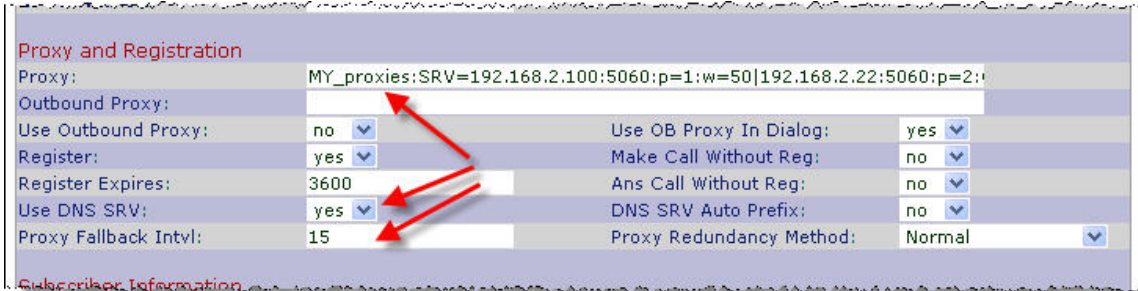 Proxy and Registration
Proxy: MY_proxies:SRV=192.168.2.100:5060:p=1:w=50|192.168.2.22:5060:p=2:
Outbound Proxy:
Use Outbound Proxy: no Use OB Proxy In Dialog: yes
Register: yes Make Call Without Reg: no
Register Expires: 3600 Ans Call Without Reg: no
Use DNS SRV: yes DNS SRV Auto Prefix: no
Proxy Fallback Intvl: 15 Proxy Redundancy Method: Normal
Subscriber Information